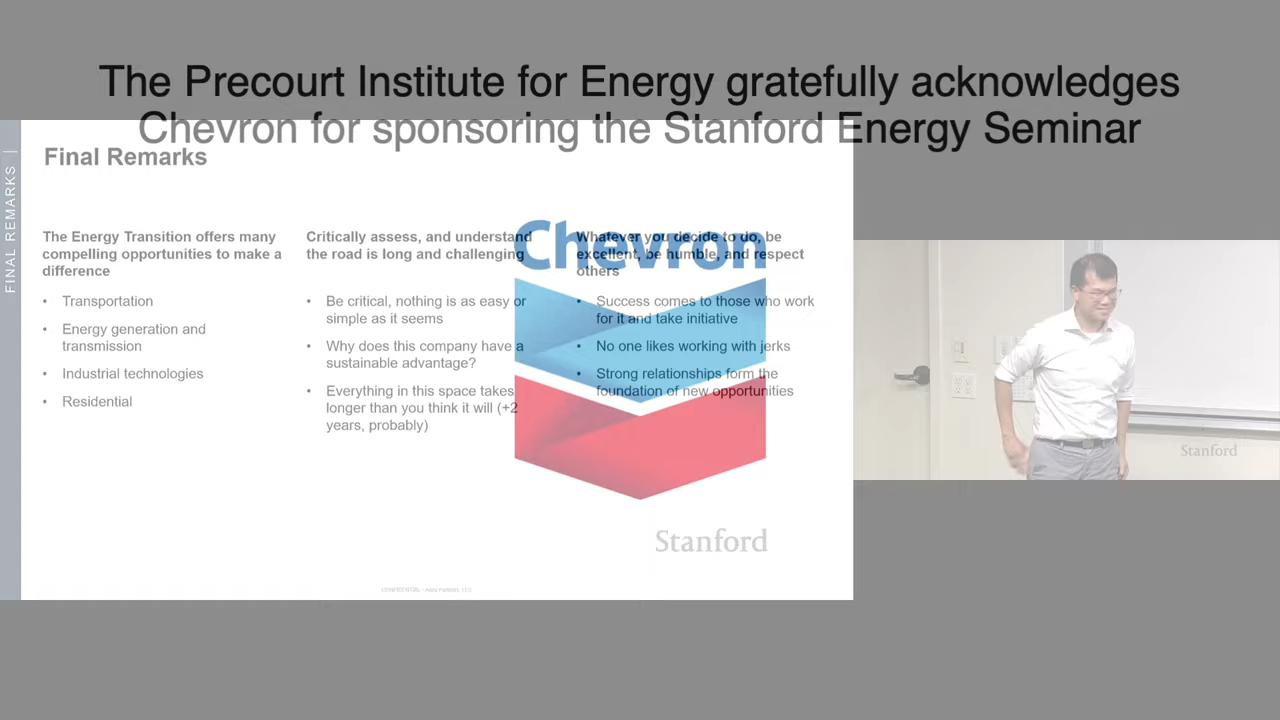 The Precourt Institute for Energy gratefully acknowledges
Chevron for sponsoring the Stanford Energy Seminar
FINAL REMARKS |
Final Remarks
The Energy Transition offers many
compelling opportunities to make a
difference
• Transportation
• Energy generation and
transmission
• Industrial technologies
• Residential
Critically assess, and understand
the road is long and challenging
• Be critical, nothing is as easy or
simple as it seems
• Why does this company have a
sustainable advantage?
• Everything in this space takes
longer than you think it will (+2
years, probably)
Whatever you decide to do, be
excellent, be humble, and respect
others
• Success comes to those who work
for it and take initiative
• No one likes working with jerks
• Strong relationships form the
foundation of new opportunities
Chevron
Stanford
Stanford
CONFIDENTIAL